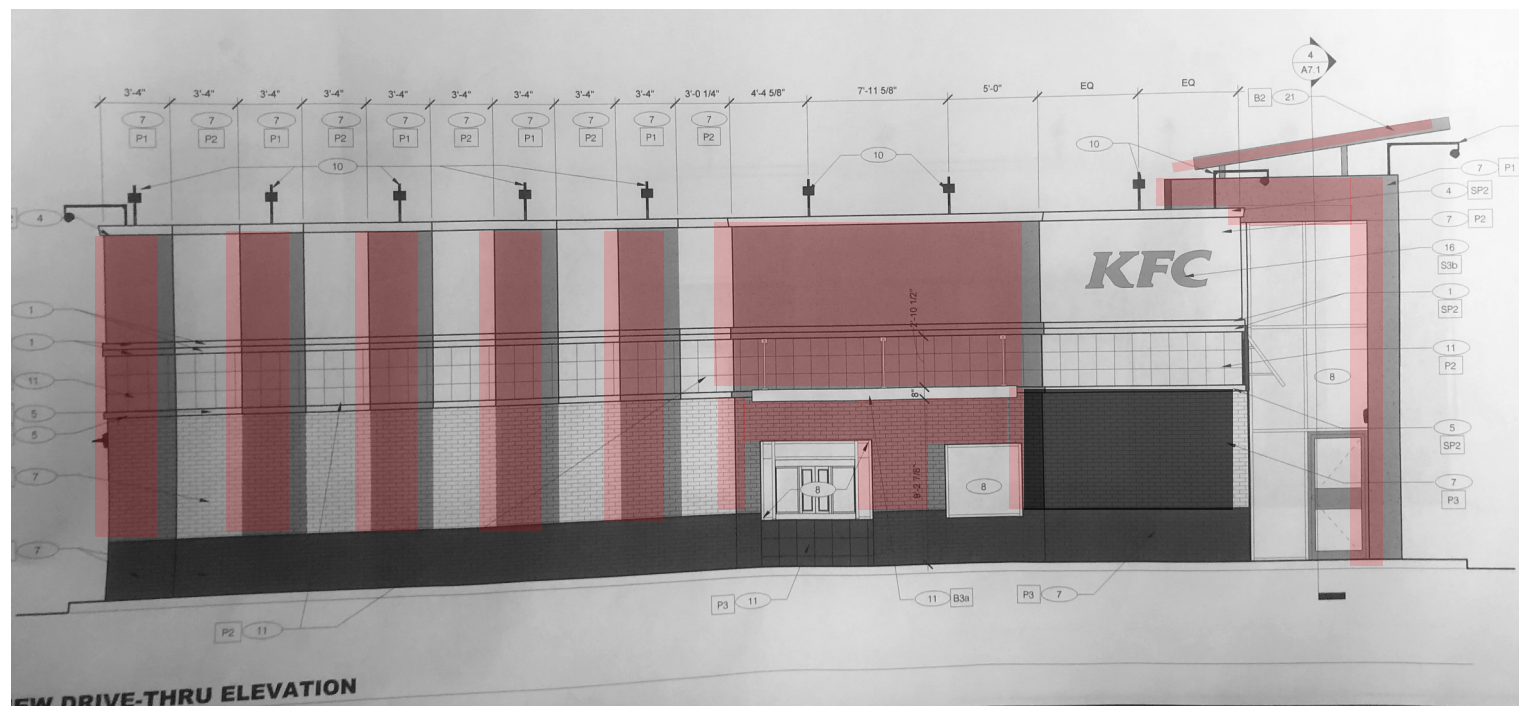 4
A7.1
3'-4" 3'-4" 3'-4" 3'-4" 3'-4" 3'-4" 3'-4" 3'-4" 3'-4" 3'-0 1/4" 4'-4 5/8" 7'-11 5/8" 5'-0" EQ EQ
B2 21
7 7 7 7 7 7 7 7 7 7
P1 P2 P1 P2 P1 P2 P1 P2 P1 P2
10 10 10
7 P1
4 SP2
4
7 P2
KFC
16
S3b
2'-10 1/2"
1
SP2
1
1
11
P2
11
8
8"
5
5
5
SP2
7
8
8
9'-2 7/8"
7
P3
7
P3 11
11 B3a
P3 7
P2 11
EW DRIVE-THRU ELEVATION